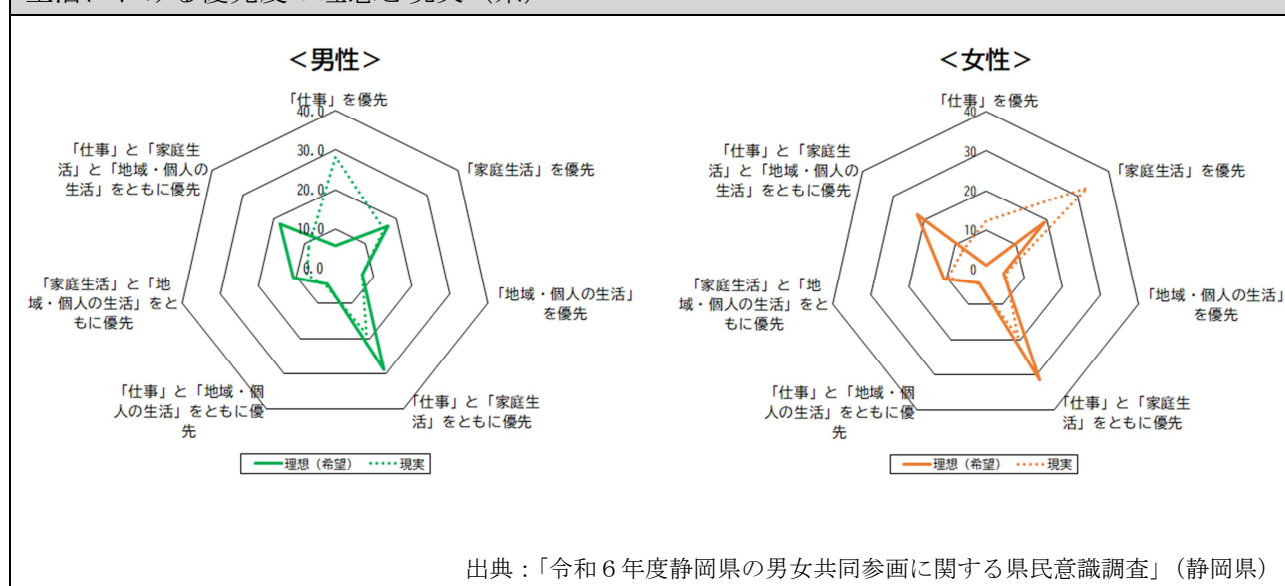 ＜男性＞
「仕事」を優先
40.0
30.0
20.0
10.0
0.0
「家庭生活」を優先
「地域・個人の生活」
を優先
「仕事」と「家庭生
活」をともに優先
「仕事」と「地域・個
人の生活」をともに優
先
「家庭生活」と「地
域・個人の生活」をと
もに優先
「仕事」と「家庭生
活」と「地域・個人の
生活」をともに優先
理想（希望） 現実
＜女性＞
「仕事」を優先
40
30
20
10
0
「家庭生活」を優先
「地域・個人の生活」
を優先
「仕事」と「家庭生
活」をともに優先
「仕事」と「地域・個
人の生活」をともに優
先
「家庭生活」と「地
域・個人の生活」をと
もに優先
「仕事」と「家庭生
活」と「地域・個人の
生活」をともに優先
理想（希望） 現実
出典：「令和６年度静岡県の男女共同参画に関する県民意識調査」（静岡県）